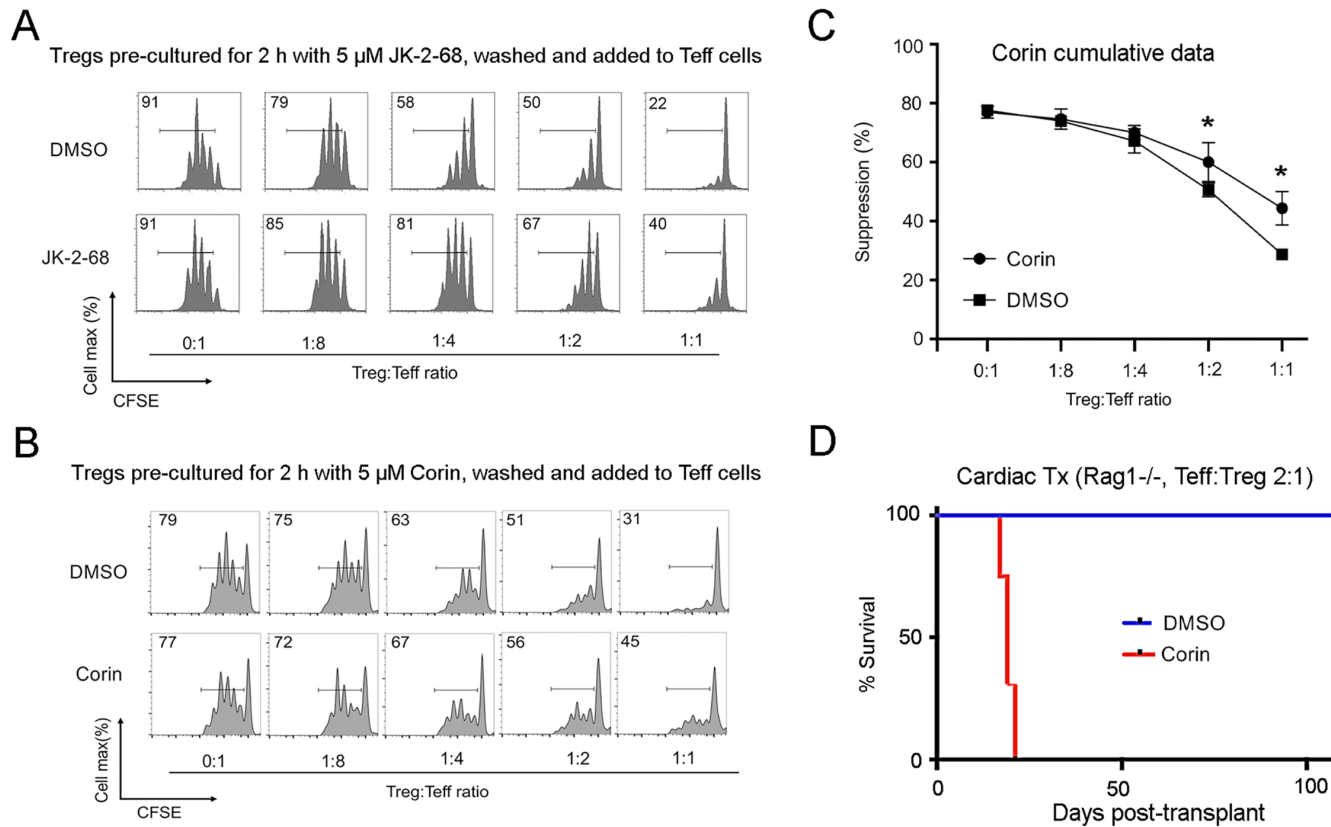 A
Tregs pre-cultured for 2 h with 5 µM JK-2-68, washed and added to Teff cells
DMSO
91
79
58
50
22
JK-2-68
91
85
81
67
40
Cell max (%)
0:1 1:8 1:4 1:2 1:1
Treg:Teff ratio
CFSE
B
Tregs pre-cultured for 2 h with 5 µM Corin, washed and added to Teff cells
DMSO
79
75
63
51
31
Corin
77
72
67
56
45
Cell max(%)
0:1 1:8 1:4 1:2 1:1
Treg:Teff ratio
CFSE
C
Corin cumulative data
Suppression (%)
100
80
60
40
20
0
*
*
Corin
DMSO
0:1 1:8 1:4 1:2 1:1
Treg:Teff ratio
D
Cardiac Tx (Rag1-/-, Teff:Treg 2:1)
% Survival
100
50
0
DMSO
Corin
0 50 100
Days post-transplant